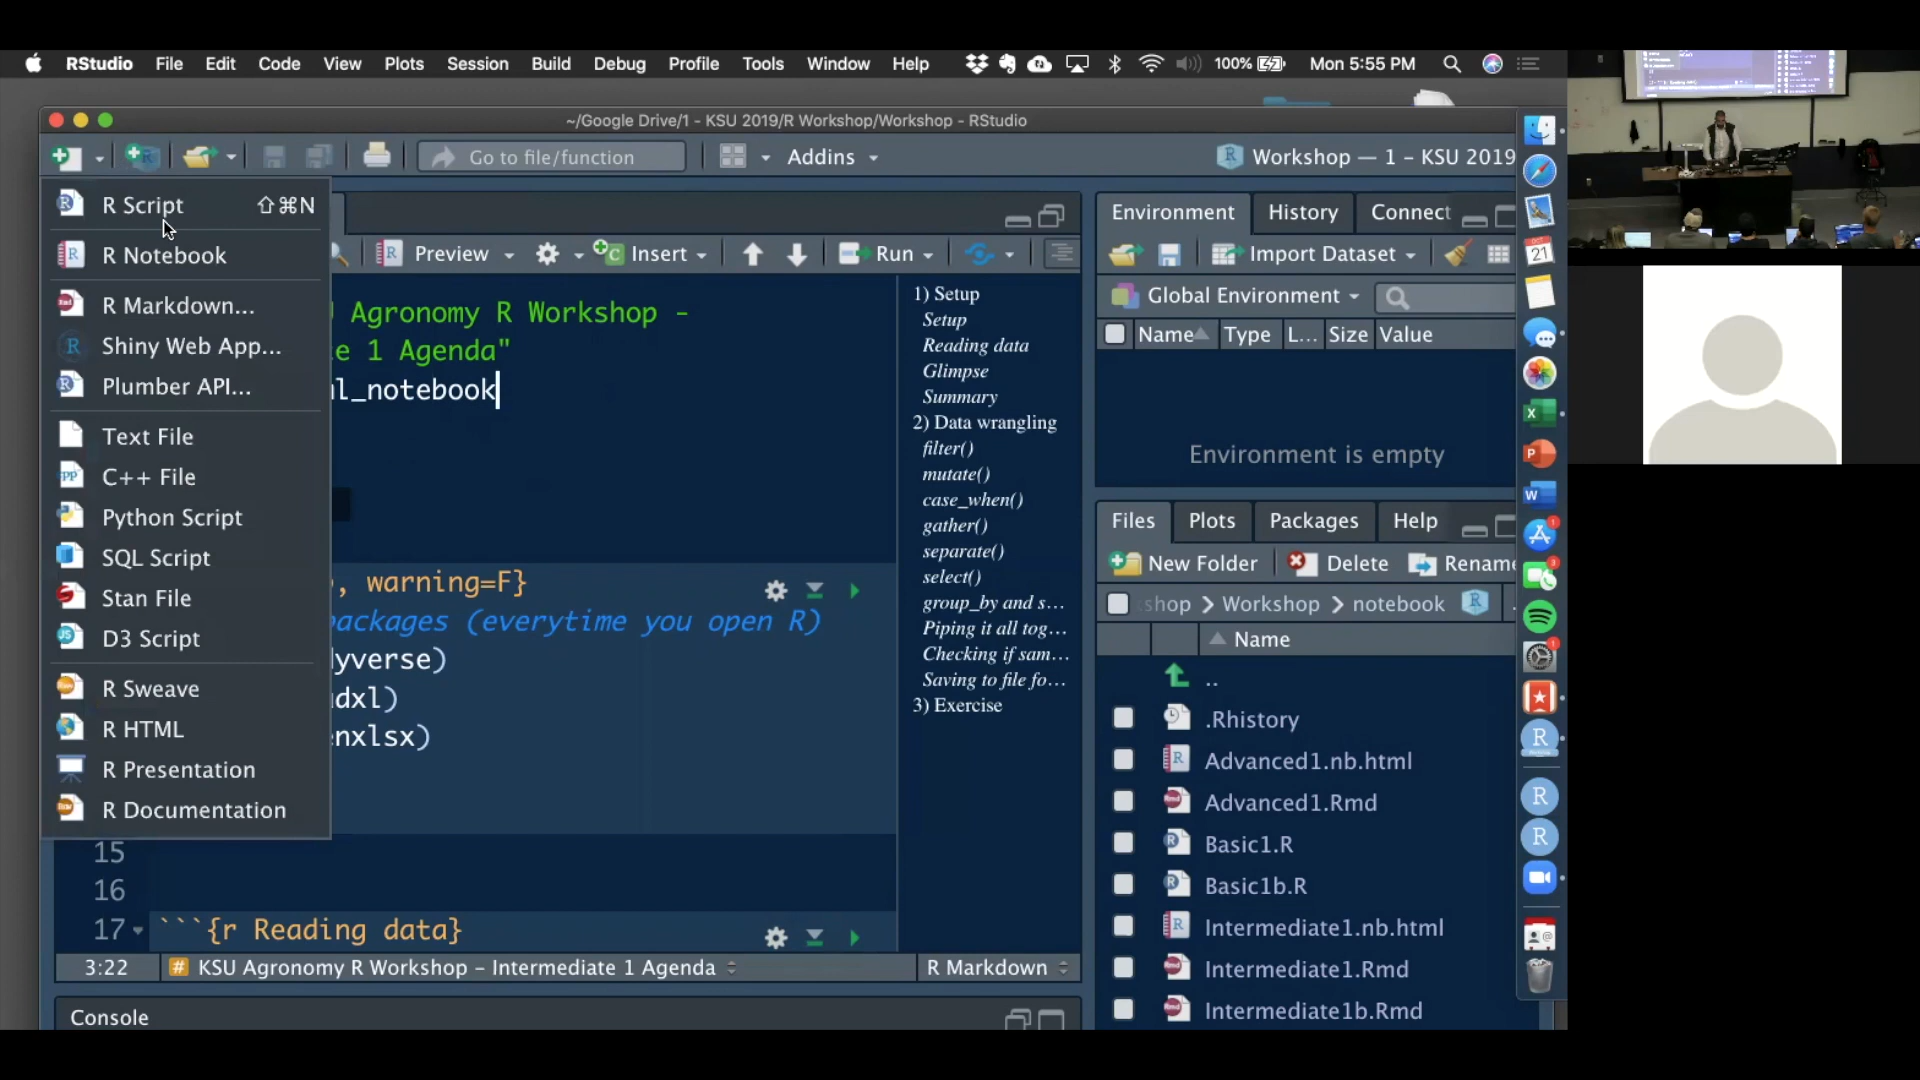 RStudio File Edit Code View Plots Session Build Debug Profile Tools Window Help 100% Mon 5:55 PM
~/Google Drive/1 - KSU 2019/R Workshop/Workshop - RStudio
Go to file/function Addins Workshop — 1 – KSU 2019
R Script ⇧⌘N
R Notebook
R Markdown...
Shiny Web App...
Plumber API...
Text File
C++ File
Python Script
SQL Script
Stan File
D3 Script
R Sweave
R HTML
R Presentation
R Documentation
Preview Insert Run
Agronomy R Workshop -
e 1 Agenda"
l_notebook
, warning=F}
packages (everytime you open R)
yverse)
dxl)
nxlsx)
15
16
17 ```{r Reading data}
3:22 # KSU Agronomy R Workshop – Intermediate 1 Agenda R Markdown
Console
1) Setup
Setup
Reading data
Glimpse
Summary
2) Data wrangling
filter()
mutate()
case_when()
gather()
separate()
select()
group_by and s...
Piping it all tog...
Checking if sam...
Saving to file fo...
3) Exercise
Environment History Connect
Import Dataset
Global Environment
Name Type L... Size Value
Environment is empty
Files Plots Packages Help
New Folder Delete Rename
shop Workshop notebook
Name
..
.Rhistory
Advanced1.nb.html
Advanced1.Rmd
Basic1.R
Basic1b.R
Intermediate1.nb.html
Intermediate1.Rmd
Intermediate1b.Rmd
OCT
21